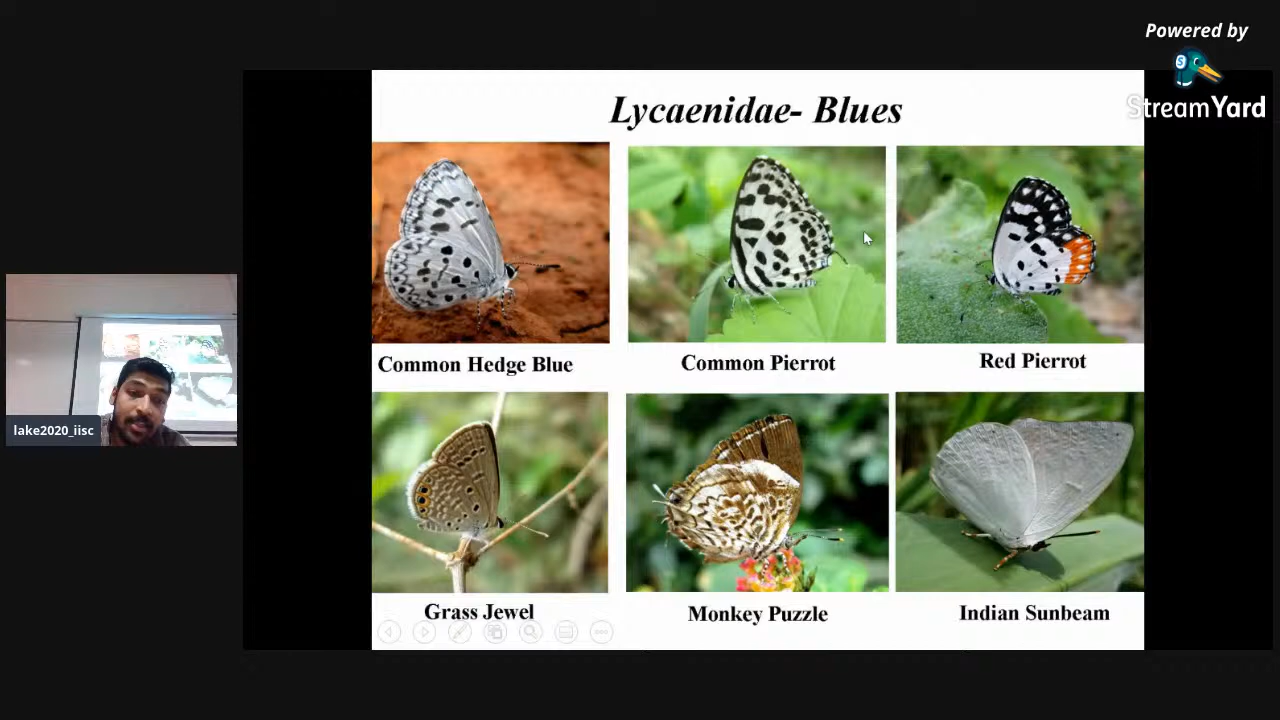 Powered by
StreamYard
Lycaenidae- Blues
Common Hedge Blue
Common Pierrot
Red Pierrot
lake2020_iisc
Grass Jewel
Monkey Puzzle
Indian Sunbeam